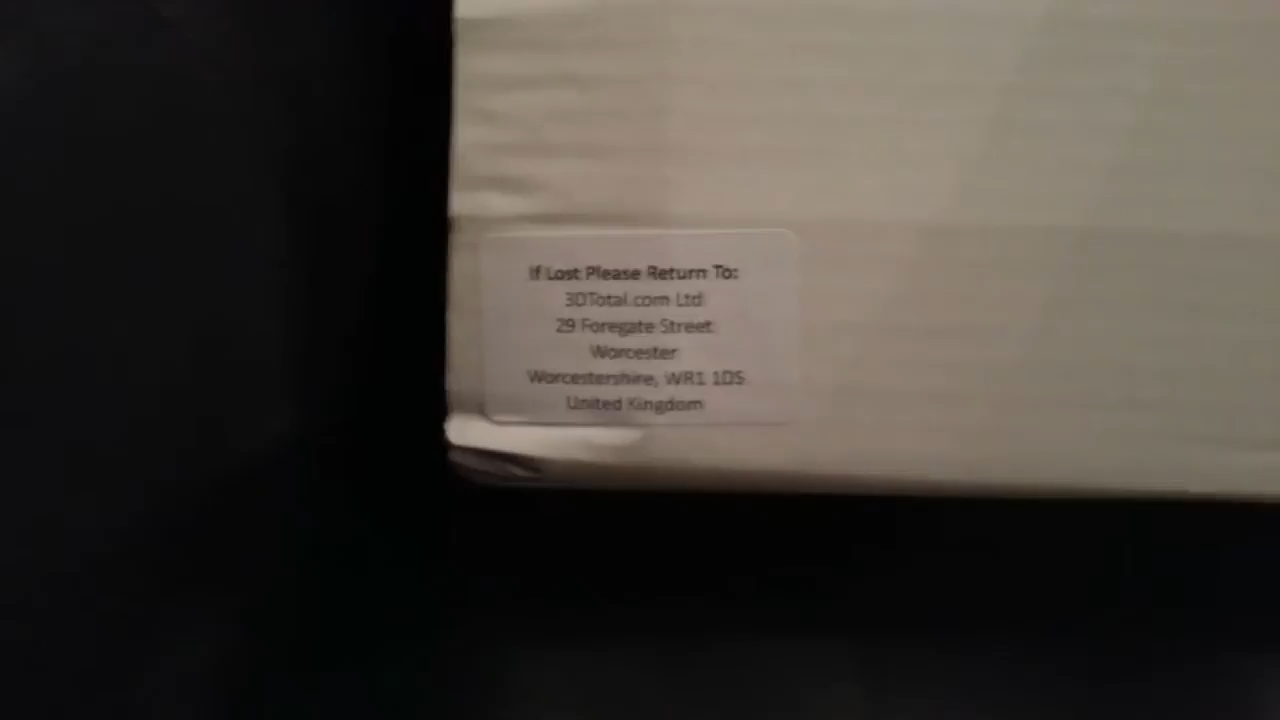 If Lost Please Return To:
3DTotal.com Ltd
29 Foregate Street
Worcester
Worcestershire, WR1 1DS
United Kingdom